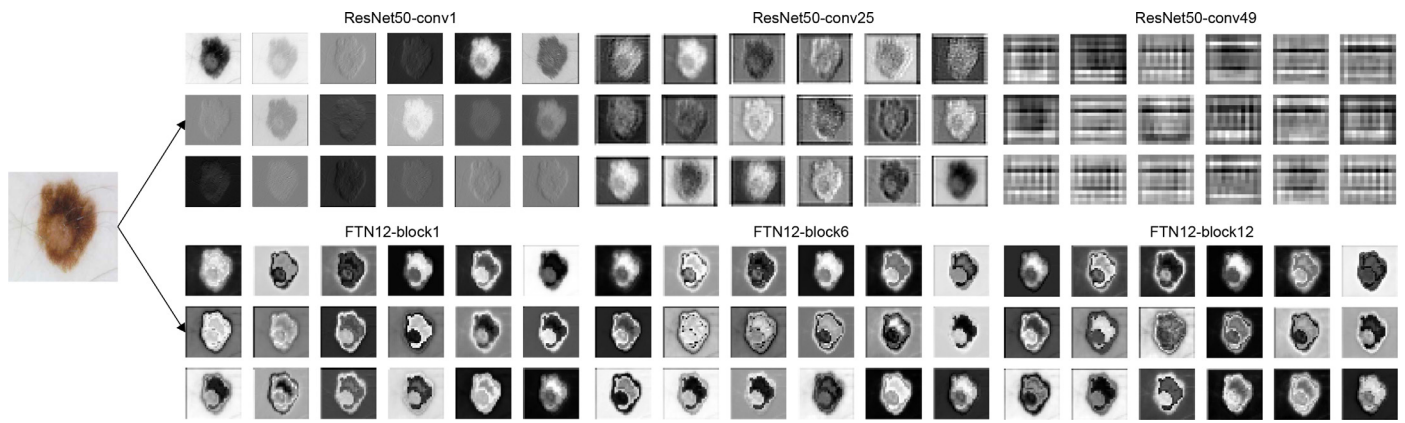 ResNet50-conv1
ResNet50-conv25
ResNet50-conv49
FTN12-block1
FTN12-block6
FTN12-block12